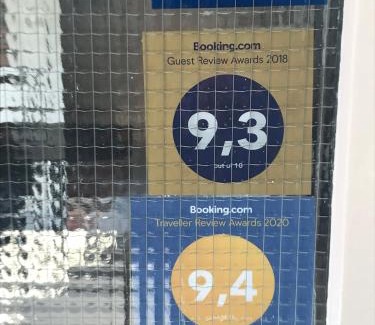 Booking.com
Guest Review Awards 2018
9,3
out of 10
Booking.com
Traveller Review Awards 2020
9,4